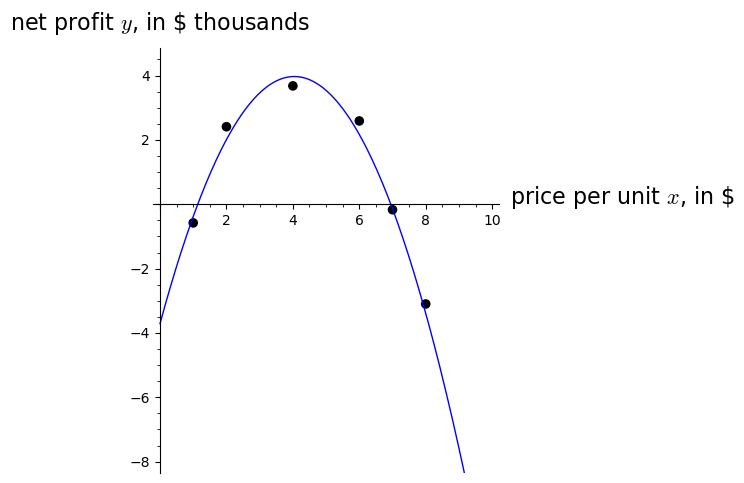 net profit y, in $ thousands
4
2
price per unit x, in $
2 4 6 8 10
−2
−4
−6
−8